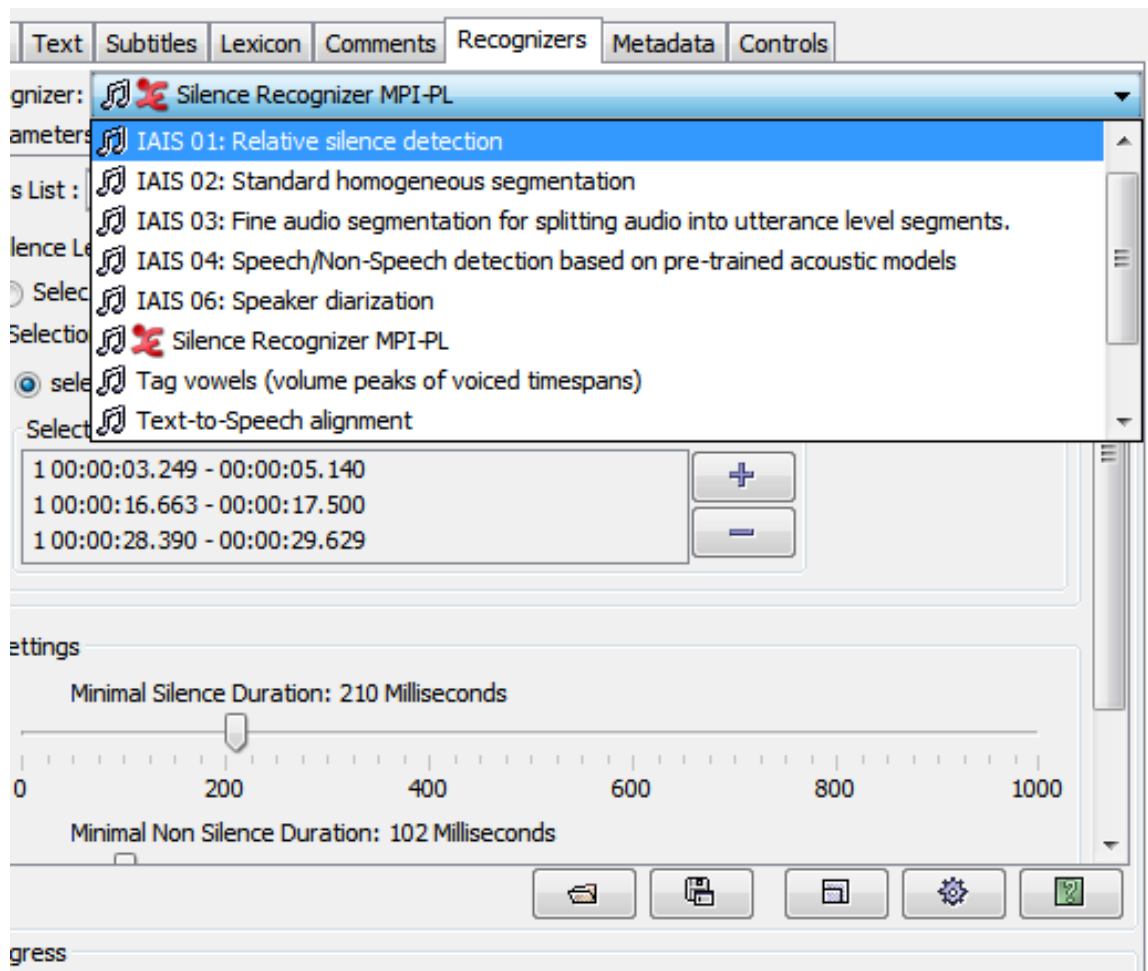 Text Subtitles Lexicon Comments Recognizers Metadata Controls
gnizer: Silence Recognizer MPI-PL
ameters
IAIS 01: Relative silence detection
s List :
IAIS 02: Standard homogeneous segmentation
IAIS 03: Fine audio segmentation for splitting audio into utterance level segments.
lence Le
IAIS 04: Speech/Non-Speech detection based on pre-trained acoustic models
Selec
IAIS 06: Speaker diarization
Selectio
Silence Recognizer MPI-PL
sele
Tag vowels (volume peaks of voiced timespans)
Select
Text-to-Speech alignment
1 00:00:03.249 - 00:00:05.140
1 00:00:16.663 - 00:00:17.500
1 00:00:28.390 - 00:00:29.629
ettings
Minimal Silence Duration: 210 Milliseconds
0 200 400 600 800 1000
Minimal Non Silence Duration: 102 Milliseconds
gress